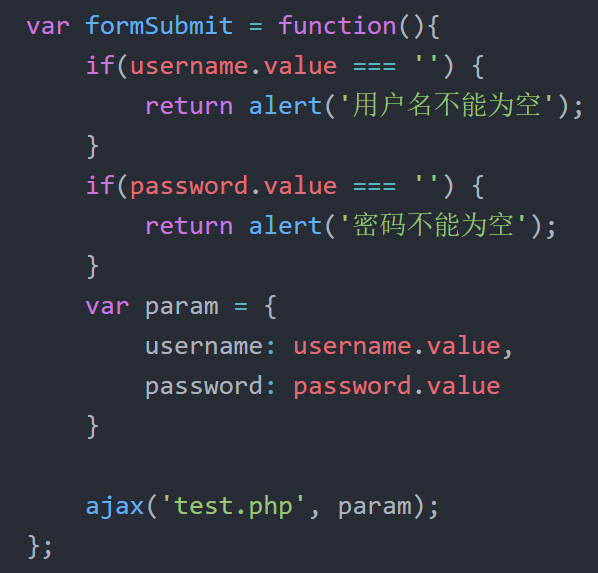 var formSubmit = function(){
    if(username.value === '') {
        return alert('用户名不能为空');
    }
    if(password.value === '') {
        return alert('密码不能为空');
    }
    var param = {
        username: username.value,
        password: password.value
    }

    ajax('test.php', param);
};